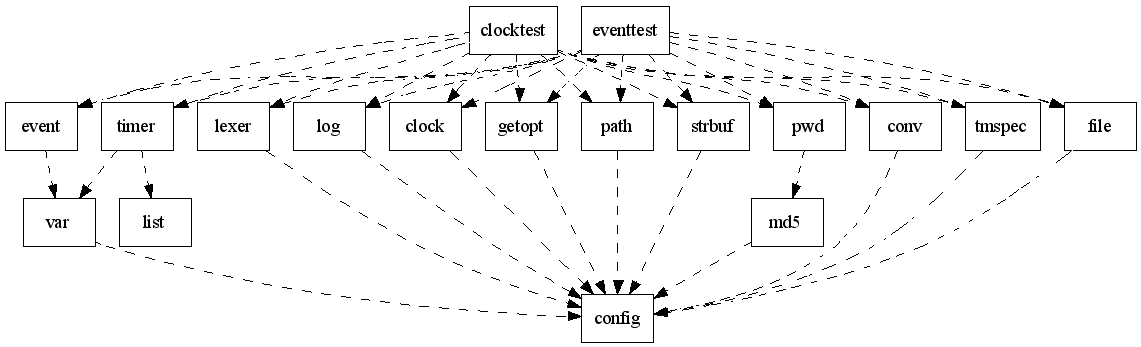 clocktest
eventtest
event
timer
lexer
log
clock
getopt
path
strbuf
pwd
conv
tmspec
file
var
list
md5
config